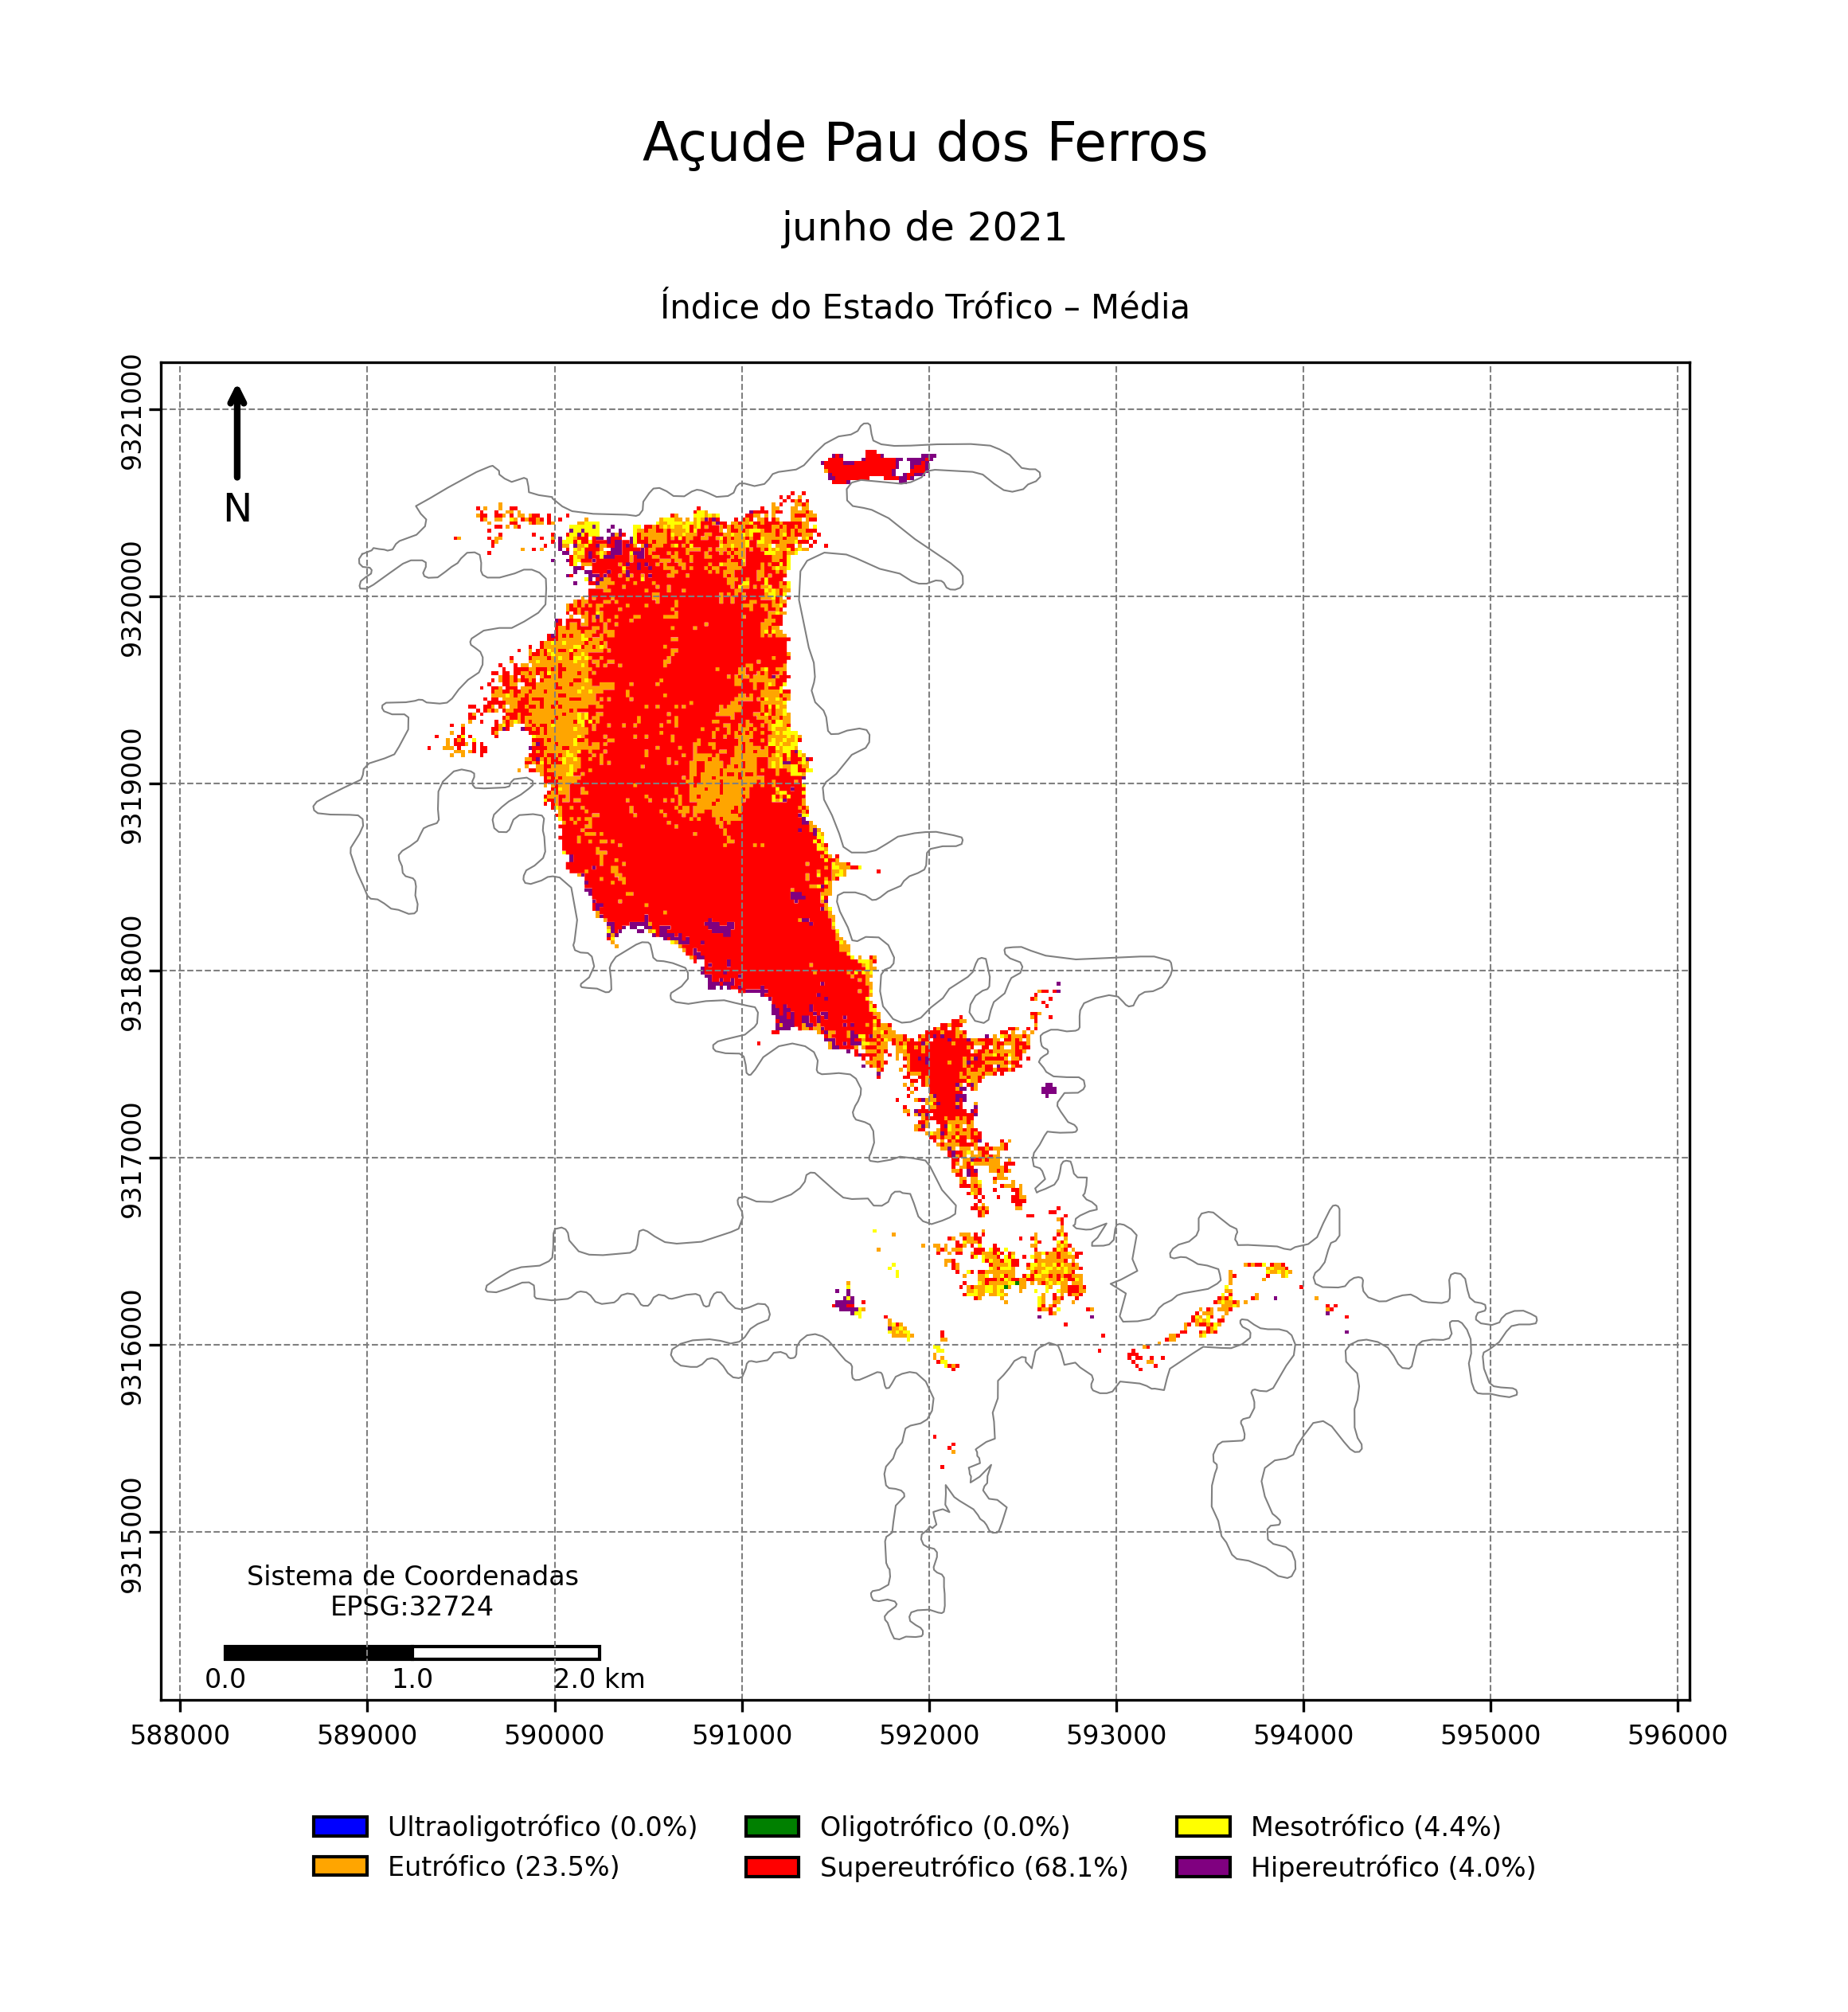 Açude Pau dos Ferros
junho de 2021
Índice do Estado Trófico – Média
9321000
9320000
9319000
9318000
9317000
9316000
9315000
N
Sistema de Coordenadas
EPSG:32724
0.0 1.0 2.0 km
588000 589000 590000 591000 592000 593000 594000 595000 596000
Ultraoligotrófico (0.0%) Oligotrófico (0.0%) Mesotrófico (4.4%)
Eutrófico (23.5%) Supereutrófico (68.1%) Hipereutrófico (4.0%)